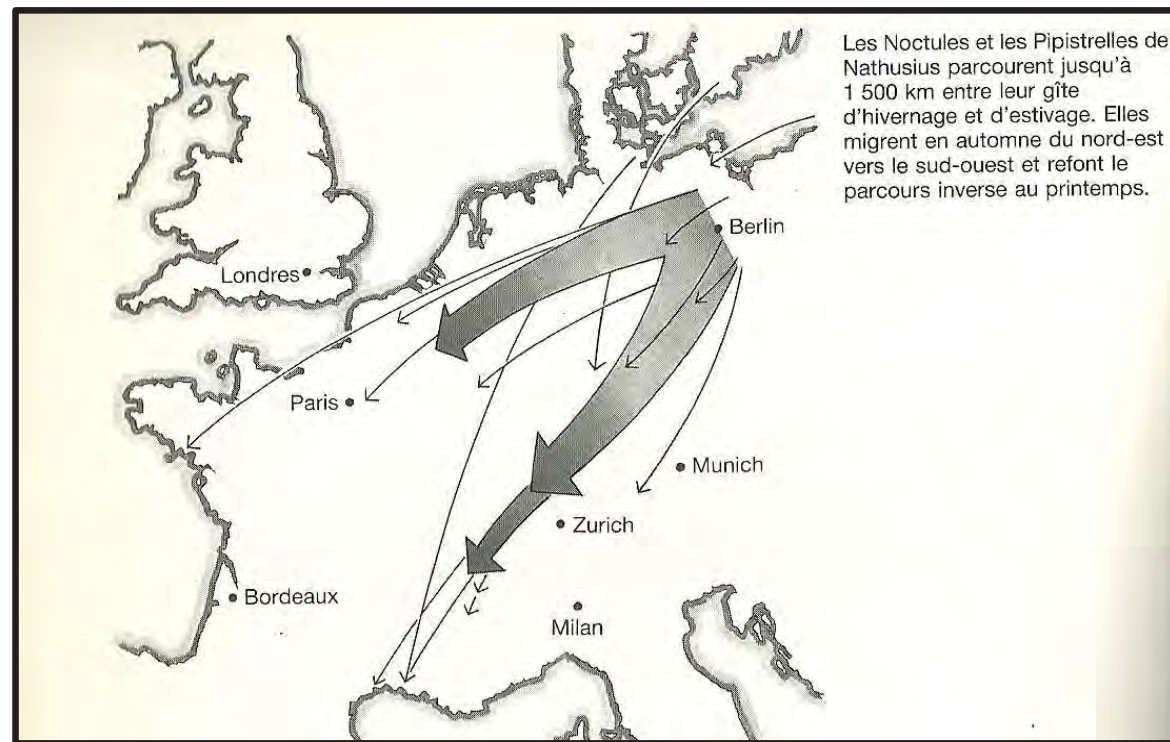 Les Noctules et les Pipistrelles de
Nathusius parcourent jusqu'à
1 500 km entre leur gîte
d'hivernage et d'estivage. Elles
migrent en automne du nord-est
vers le sud-ouest et refont le
parcours inverse au printemps.
Berlin
Londres
Paris
Munich
Zurich
Bordeaux
Milan